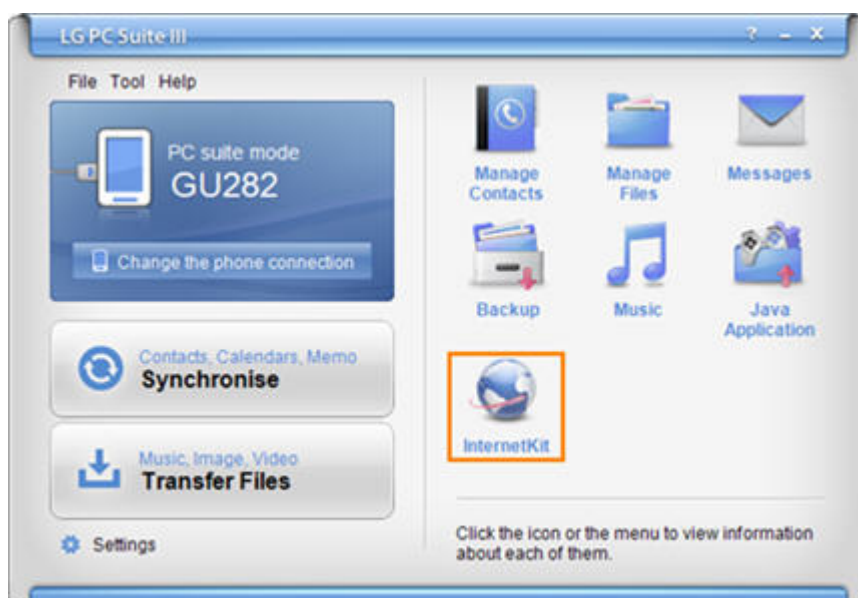 LG PC Suite III
? – X
File Tool Help
PC suite mode
GU282
Change the phone connection
Contacts, Calendars, Memo
Synchronise
Music, Image, Video
Transfer Files
Settings
Manage
Contacts
Manage
Files
Messages
Backup
Music
Java
Application
InternetKit
Click the icon or the menu to view information
about each of them.